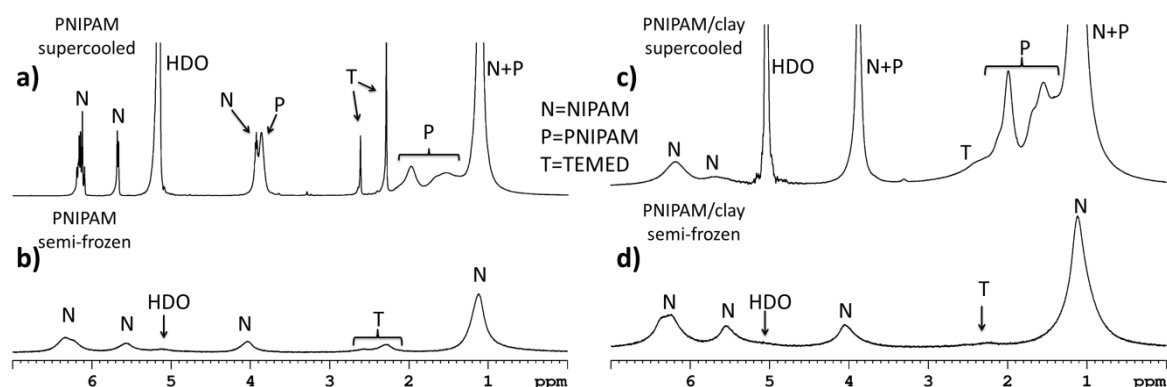 PNIPAM
supercooled
a)
N
N
HDO
N
P
T
P
N+P
N=NIPAM
P=PNIPAM
T=TEMED
PNIPAM
semi-frozen
b)
N
N
HDO
N
T
N
6 5 4 3 2 1 ppm
PNIPAM/clay
supercooled
c)
N
N
HDO
N+P
T
P
N+P
PNIPAM/clay
semi-frozen
d)
N
N
HDO
N
T
N
6 5 4 3 2 1 ppm